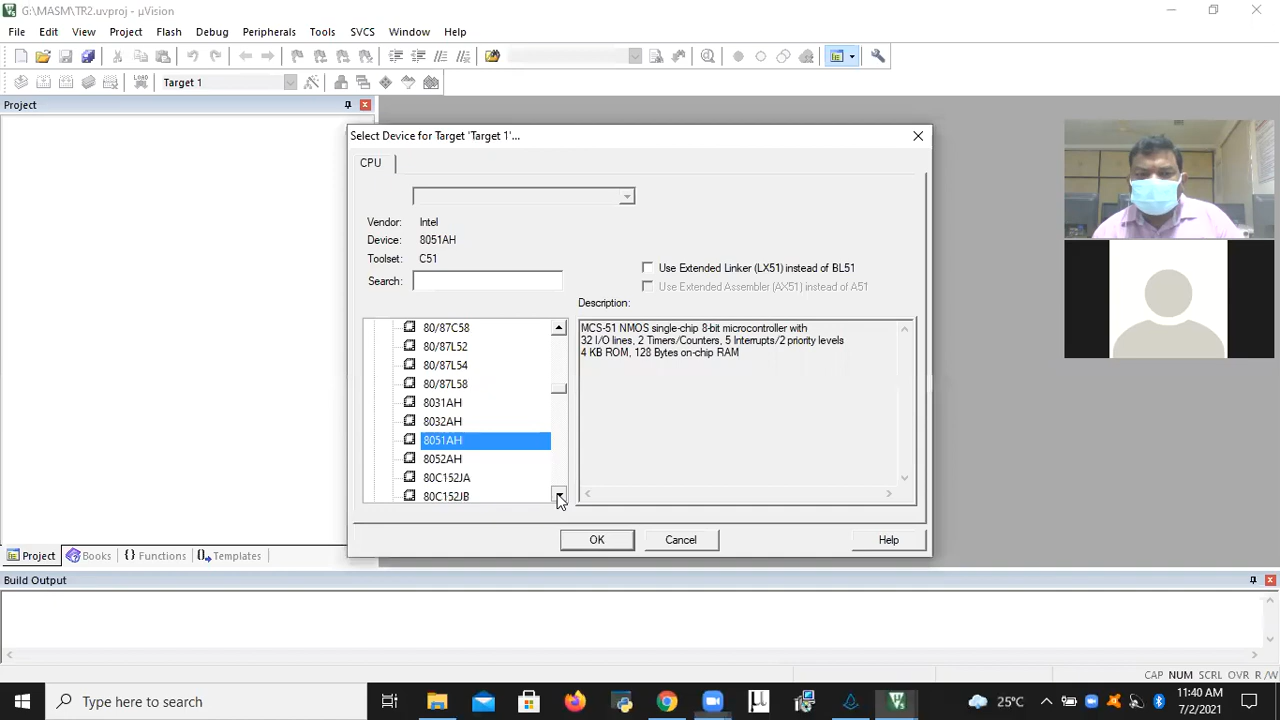 G:\MASM\TR2.uvproj - µVision
File Edit View Project Flash Debug Peripherals Tools SVCS Window Help
LOAD Target 1
Project
Select Device for Target 'Target 1'...
CPU
Vendor: Intel
Device: 8051AH
Toolset: C51
Search:
Use Extended Linker (LX51) instead of BL51
Use Extended Assembler (AX51) instead of A51
Description:
80/87C58
80/87L52
80/87L54
80/87L58
8031AH
8032AH
8051AH
8052AH
80C152JA
80C152JB
MCS-51 NMOS single-chip 8-bit microcontroller with
32 I/O lines, 2 Timers/Counters, 5 Interrupts/2 priority levels
4 KB ROM, 128 Bytes on-chip RAM
OK Cancel Help
Project Books {} Functions Templates
Build Output
CAP NUM SCRL OVR R/W
Type here to search
25°C
11:40 AM
7/2/2021